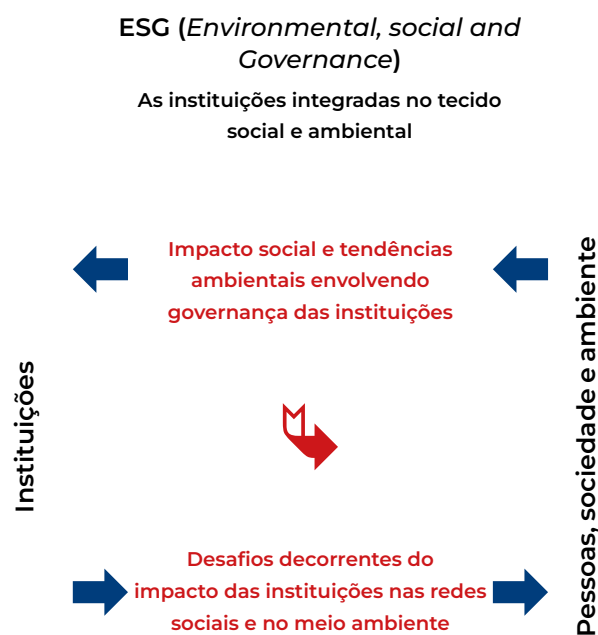 ESG (Environmental, social and
Governance)
As instituições integradas no tecido
social e ambiental
Impacto social e tendências
ambientais envolvendo
governança das instituições
Instituições
Pessoas, sociedade e ambiente
Desafios decorrentes do
impacto das instituições nas redes
sociais e no meio ambiente